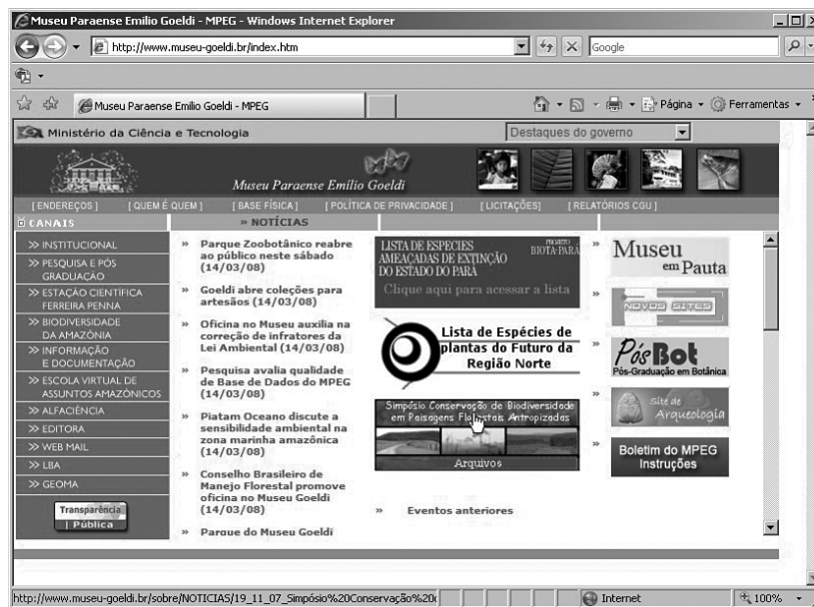 Museu Paraense Emilio Goeldi - MPEG - Windows Internet Explorer
http://www.museu-goeldi.br/index.htm
Google
Museu Paraense Emilio Goeldi - MPEG
Página
Ferramentas
Ministério da Ciência e Tecnologia
Destaques do governo
Museu Paraense Emílio Goeldi
[ ENDEREÇOS ] [ QUEM É QUEM ] [ BASE FÍSICA ] [ POLÍTICA DE PRIVACIDADE ] [ LICITAÇÕES ] [ RELATÓRIOS CGU ]
CANAIS
» NOTÍCIAS
>> INSTITUCIONAL
>> PESQUISA E PÓS
GRADUAÇÃO
>> ESTAÇÃO CIENTÍFICA
FERREIRA PENNA
>> BIODIVERSIDADE
DA AMAZÔNIA
>> INFORMAÇÃO
E DOCUMENTAÇÃO
>> ESCOLA VIRTUAL DE
ASSUNTOS AMAZÔNICOS
>> ALFACIÊNCIA
>> EDITORA
>> WEB MAIL
>> LBA
>> GEOMA
Transparência
Pública
» Parque Zoobotânico reabre
ao público neste sábado
(14/03/08)
» Goeldi abre coleções para
artesãos (14/03/08)
» Oficina no Museu auxilia na
correção de infratores da
Lei Ambiental (14/03/08)
» Pesquisa avalia qualidade
de Base de Dados do MPEG
(14/03/08)
» Piatam Oceano discute a
sensibilidade ambiental na
zona marinha amazônica
(14/03/08)
» Conselho Brasileiro de
Manejo Florestal promove
oficina no Museu Goeldi
(14/03/08)
» Parque do Museu Goeldi
LISTA DE ESPECIES
AMEAÇADAS DE EXTINÇÃO
DO ESTADO DO PARÁ
PROJETO
BIOTA-PARÁ
Clique aqui para acessar a lista
Lista de Espécies de
plantas do Futuro da
Região Norte
Simpósio Conservação de Biodiversidade
em Paisagens Florestais Antropizadas
Arquivos
» Eventos anteriores
» Museu
em Pauta
» NOVOS SITES
» PósBot
Pós-Graduação em Botânica
» Site de
Arqueologia
» Boletim do MPEG
Instruções
http://www.museu-goeldi.br/sobre/NOTICIAS/19_11_07_Simpósio%20Conservação%20
Internet
100%